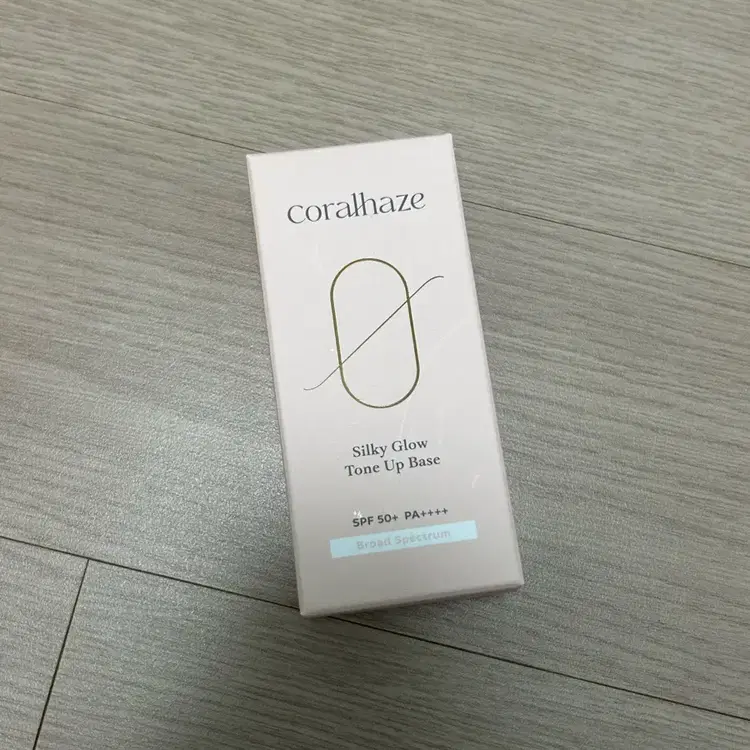 coralhaze
Silky Glow
Tone Up Base
SPF 50+ PA++++
Broad Spectrum